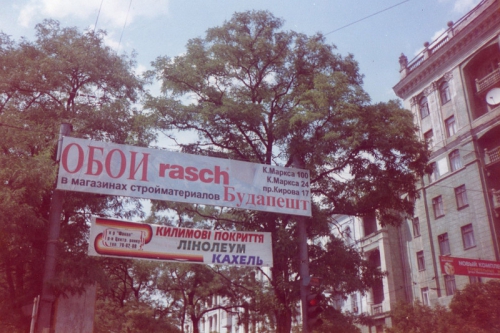 ОБОИ rasch
К.Маркса 100
К.Маркса 24
пр.Кирова 17
в магазинах стройматериалов Будапешт
КИЛИМОВІ ПОКРИТТЯ
ЛІНОЛЕУМ
КАХЕЛЬ